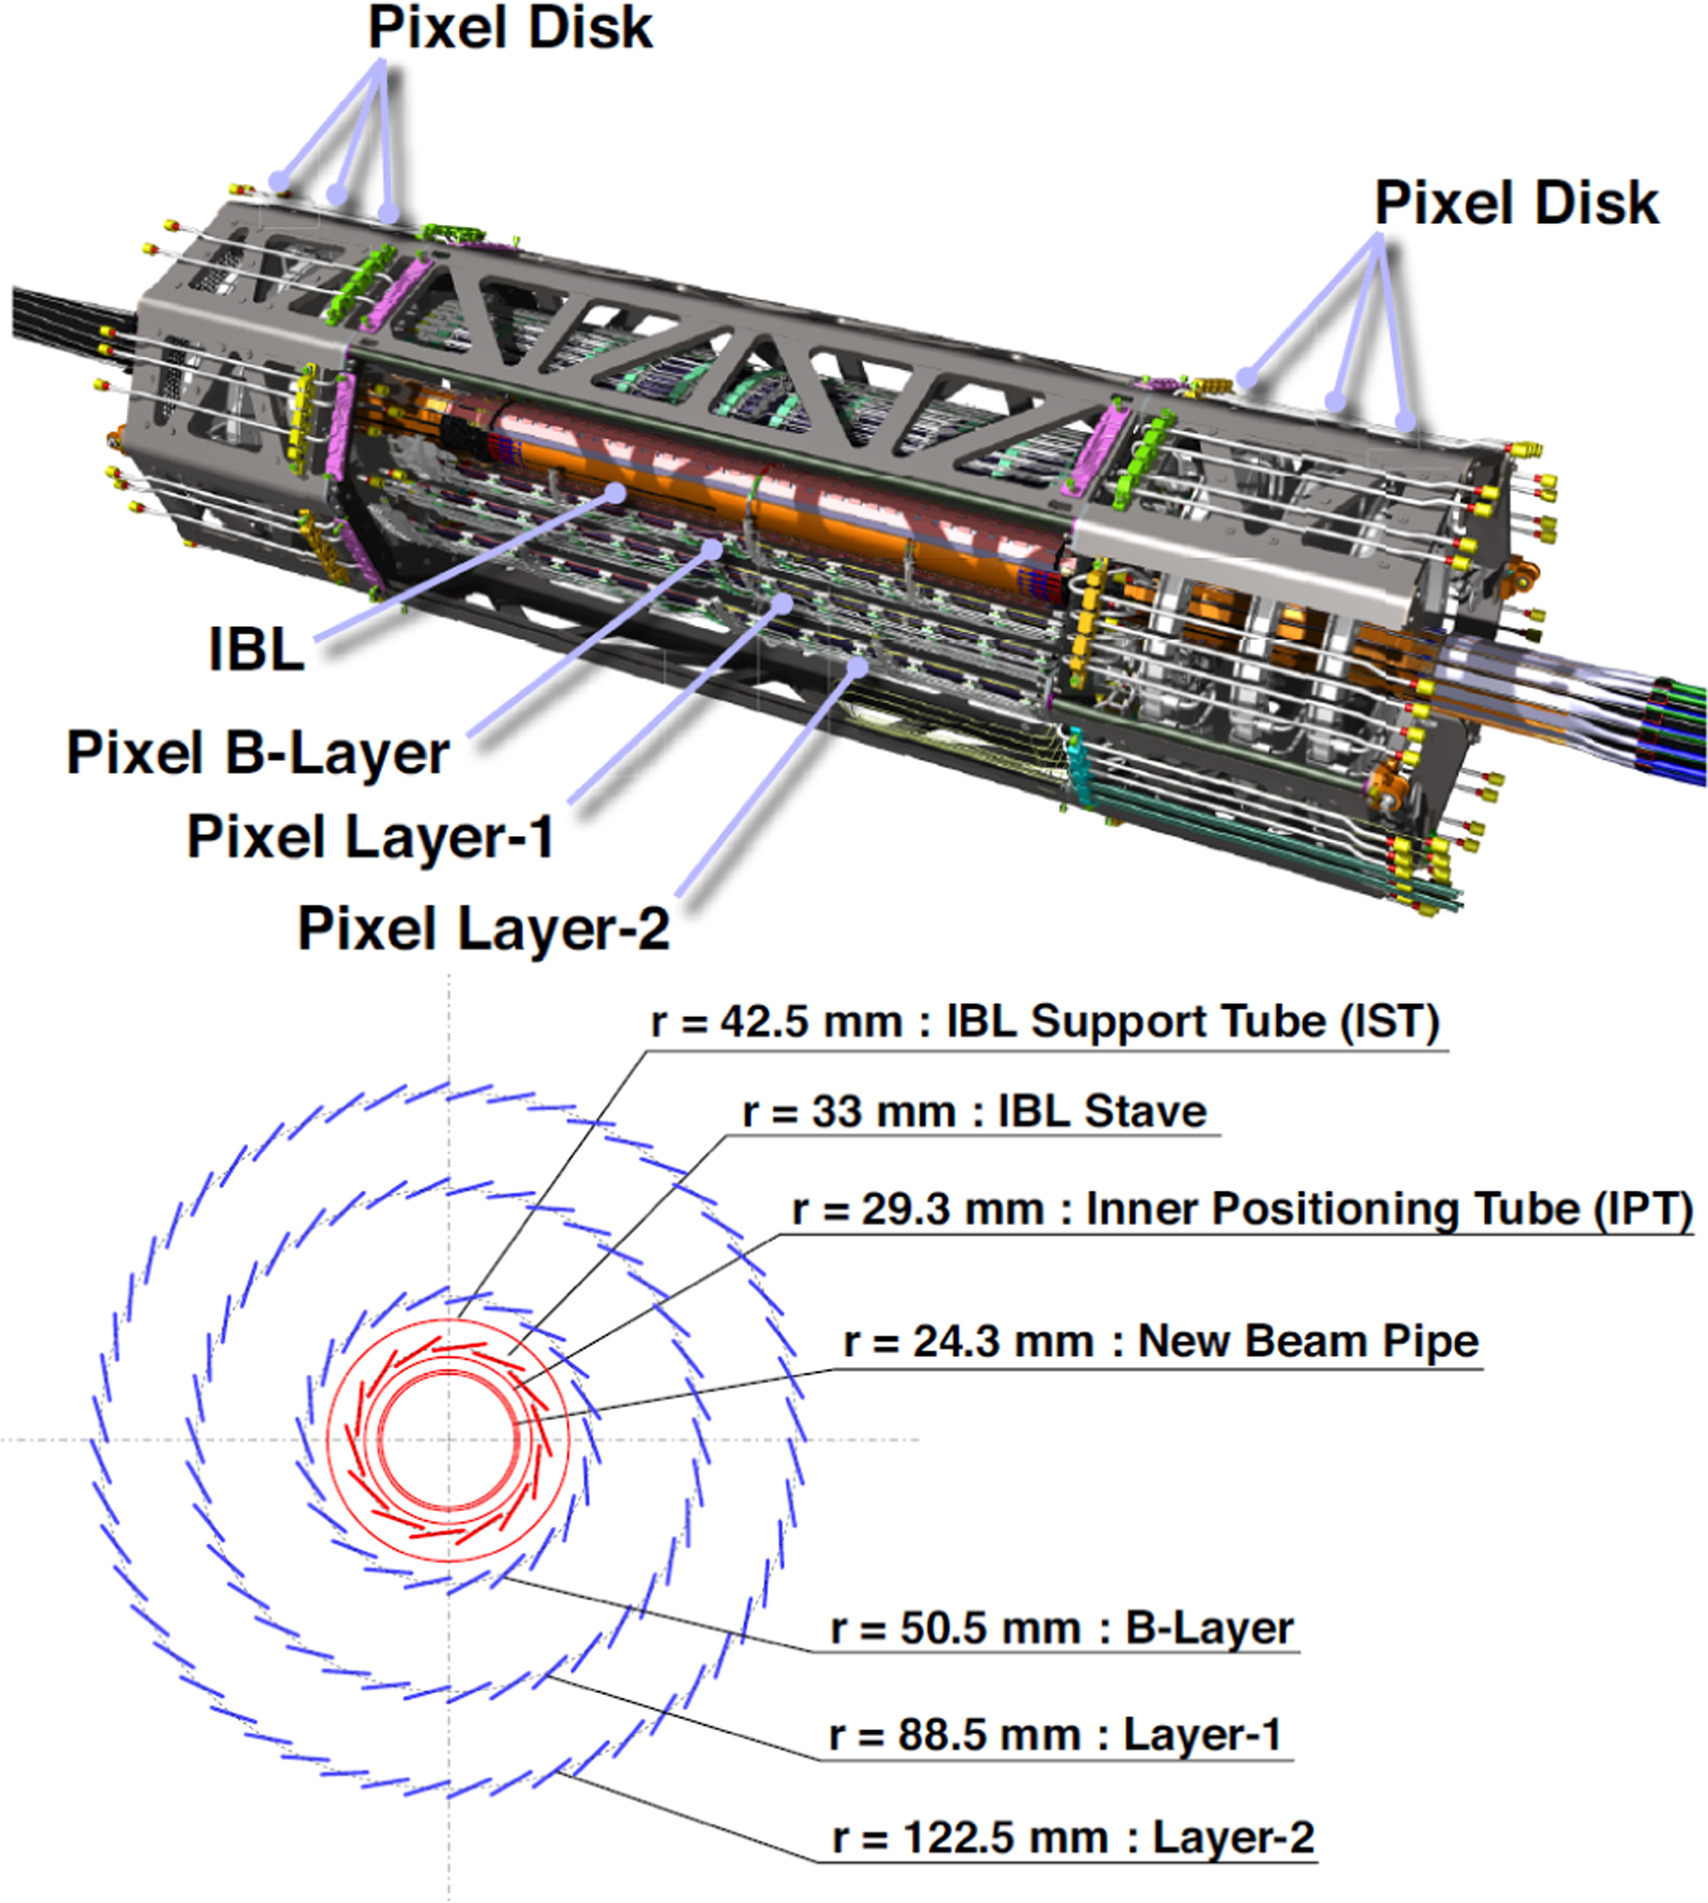 Pixel Disk
Pixel Disk
IBL
Pixel B-Layer
Pixel Layer-1
Pixel Layer-2
r = 42.5 mm : IBL Support Tube (IST)
r = 33 mm : IBL Stave
r = 29.3 mm : Inner Positioning Tube (IPT)
r = 24.3 mm : New Beam Pipe
r = 50.5 mm : B-Layer
r = 88.5 mm : Layer-1
r = 122.5 mm : Layer-2